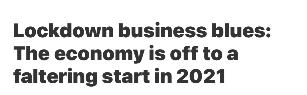 Lockdown business blues:
The economy is off to a
faltering start in 2021